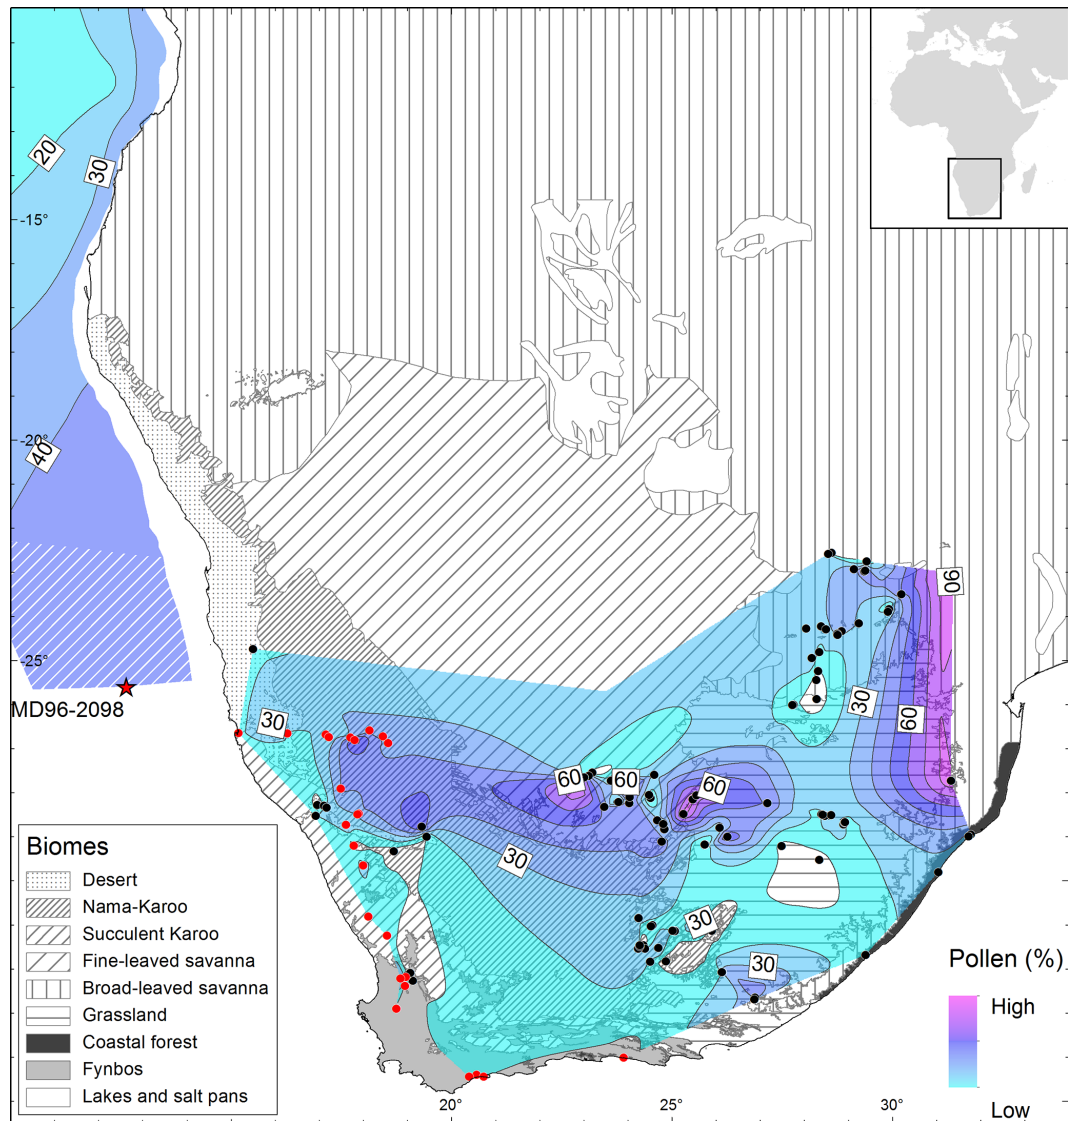 20
30
-15°
-20°
40
-25°
MD96-2098
30
90
30
60
60
60
60
30
30
30
20°
25°
30°
Biomes
Desert
Nama-Karoo
Succulent Karoo
Fine-leaved savanna
Broad-leaved savanna
Grassland
Coastal forest
Fynbos
Lakes and salt pans
Pollen (%)
High
Low